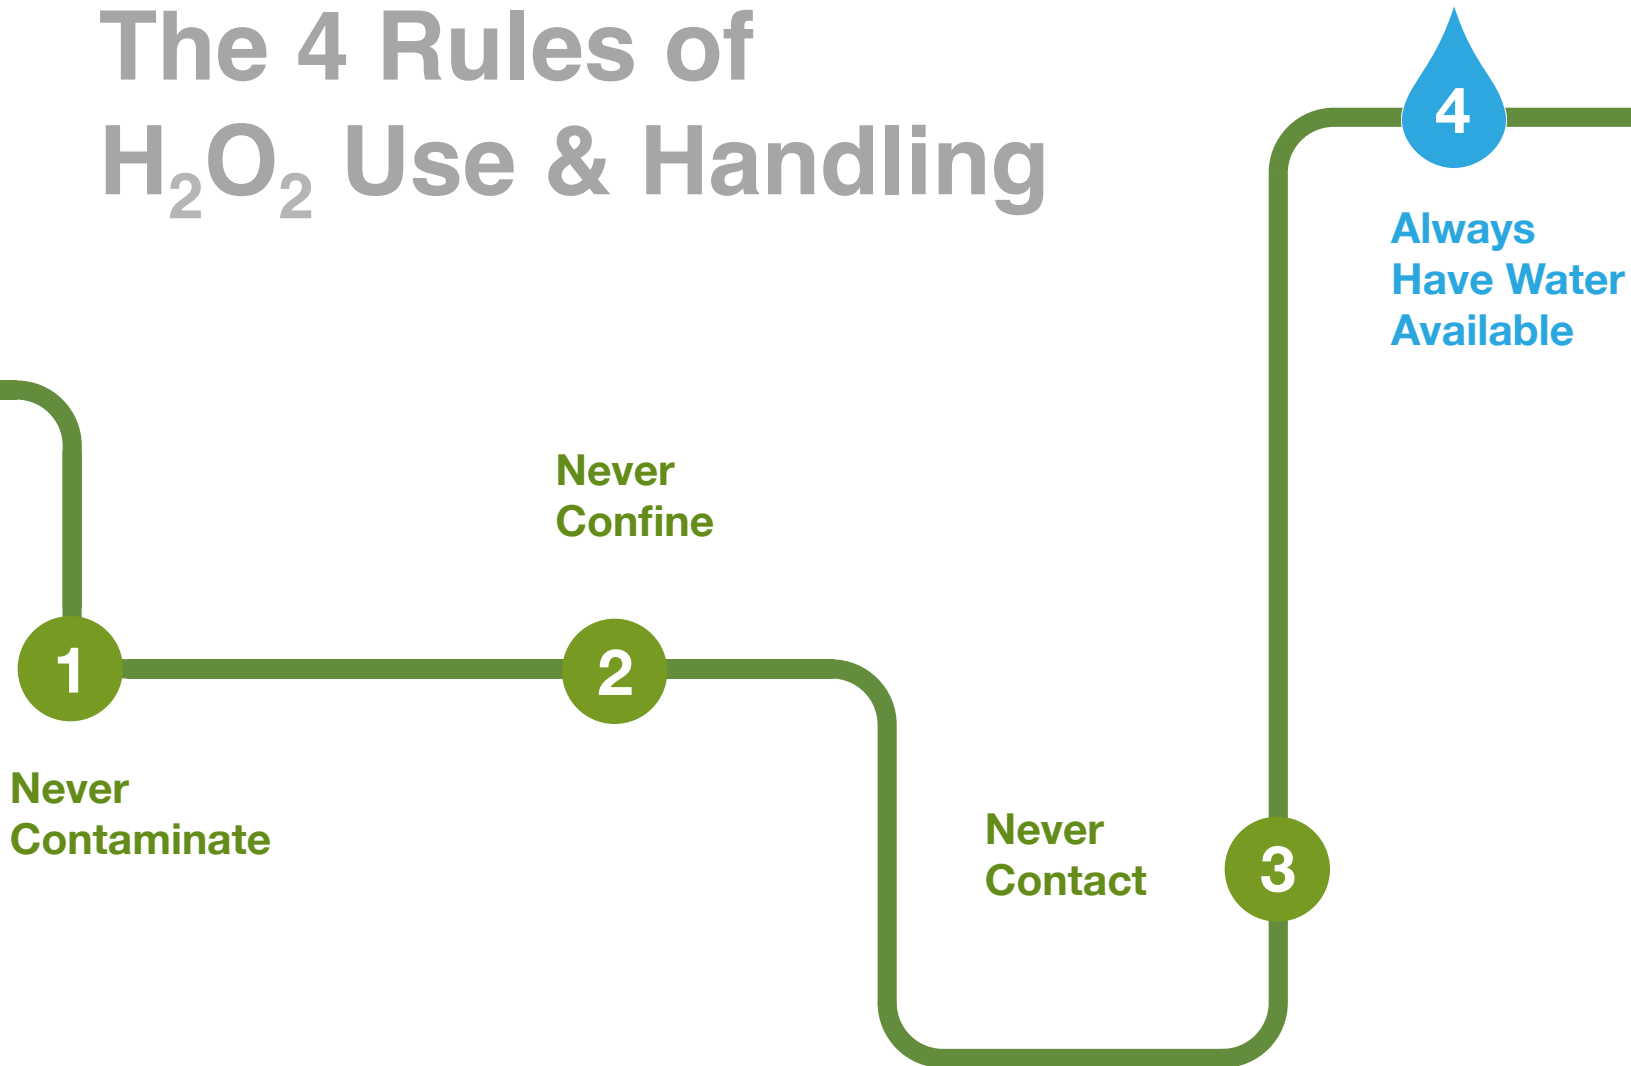 The 4 Rules of
H₂O₂ Use & Handling
1
Never
Contaminate
2
Never
Confine
3
Never
Contact
4
Always
Have Water
Available